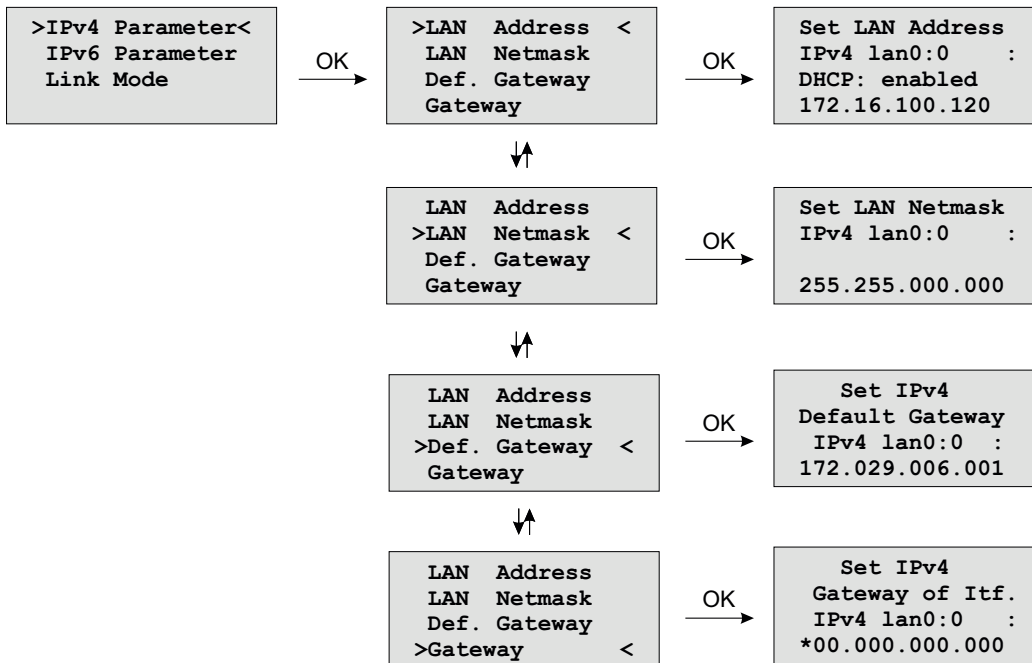 >IPv4 Parameter<
IPv6 Parameter
Link Mode
OK
>LAN Address <
LAN Netmask
Def. Gateway
Gateway
OK
Set LAN Address
IPv4 lan0:0 :
DHCP: enabled
172.16.100.120
LAN Address
>LAN Netmask <
Def. Gateway
Gateway
OK
Set LAN Netmask
IPv4 lan0:0 :
255.255.000.000
LAN Address
LAN Netmask
>Def. Gateway <
Gateway
OK
Set IPv4
Default Gateway
IPv4 lan0:0 :
172.029.006.001
LAN Address
LAN Netmask
Def. Gateway
>Gateway <
OK
Set IPv4
Gateway of Itf.
IPv4 lan0:0 :
*00.000.000.000